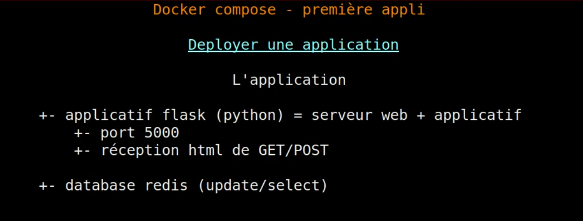 Docker compose - première appli
Deployer une application
L'application
+- applicatif flask (python) = serveur web + applicatif
+- port 5000
+- réception html de GET/POST
+- database redis (update/select)